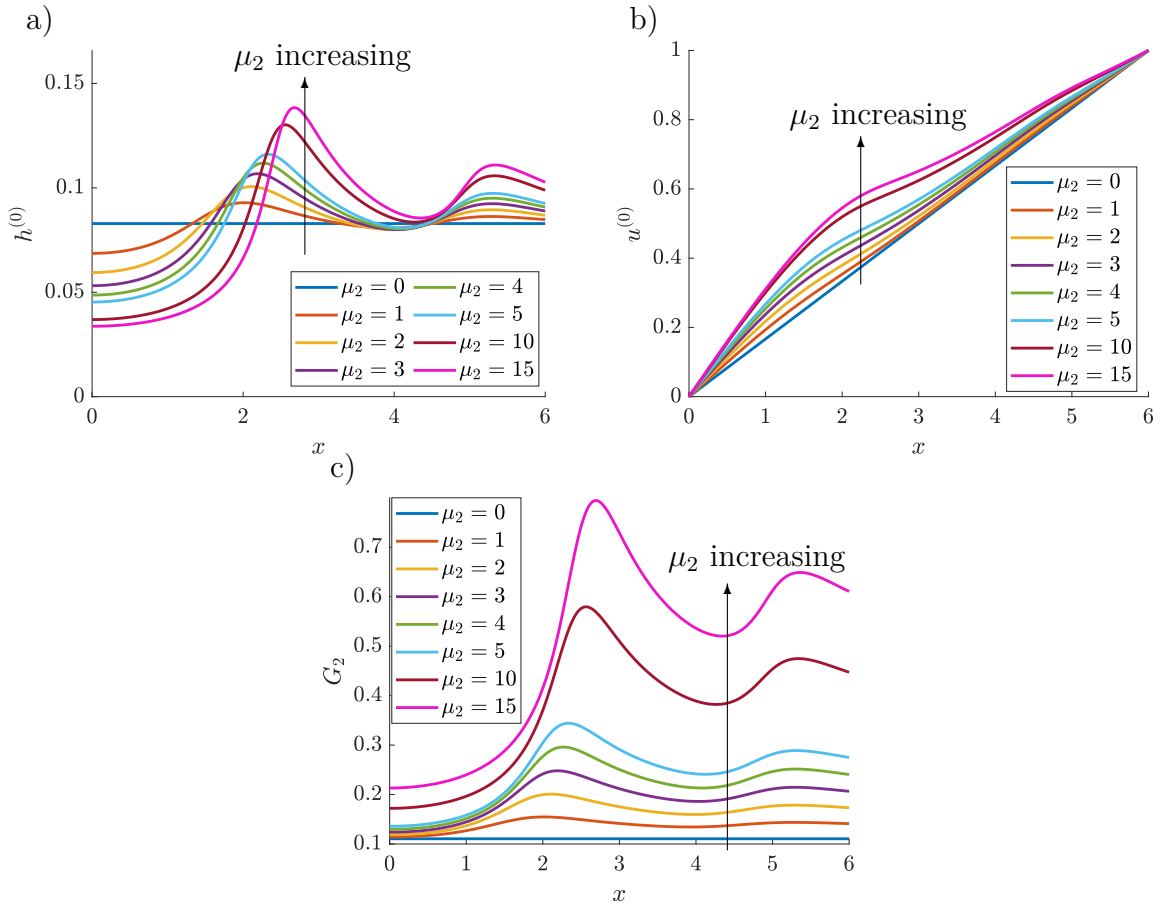 a)
μ₂ increasing
0.15
0.1
0.05
0
h⁽⁰⁾
0 2 4 6
x
μ₂ = 0 μ₂ = 4
μ₂ = 1 μ₂ = 5
μ₂ = 2 μ₂ = 10
μ₂ = 3 μ₂ = 15
b)
μ₂ increasing
1
0.8
0.6
0.4
0.2
0
u⁽⁰⁾
0 1 2 3 4 5 6
x
μ₂ = 0
μ₂ = 1
μ₂ = 2
μ₂ = 3
μ₂ = 4
μ₂ = 5
μ₂ = 10
μ₂ = 15
c)
μ₂ = 0
μ₂ = 1
μ₂ = 2
μ₂ = 3
μ₂ = 4
μ₂ = 5
μ₂ = 10
μ₂ = 15
μ₂ increasing
0.7
0.6
0.5
0.4
0.3
0.2
0.1
G₂
0 1 2 3 4 5 6
x